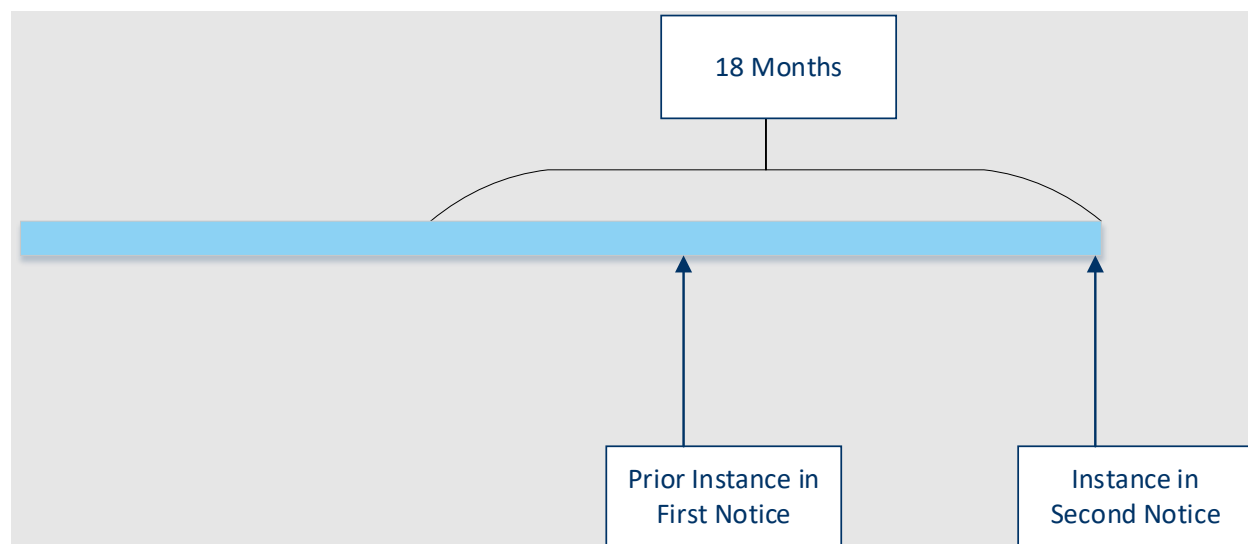 18 Months
Prior Instance in
First Notice
Instance in
Second Notice